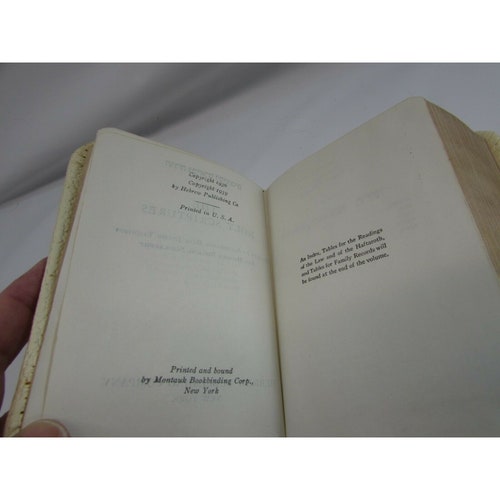 Copyright 1930
Copyright 1939
by Hebrew Publishing Co
Printed in U. S. A.
Printed and bound
by Montauk Bookbinding Corp.,
New York
An Index, Tables for the Readings
of the Law and of the Haftaroth,
and Tables for Family Records will
be found at the end of the volume.